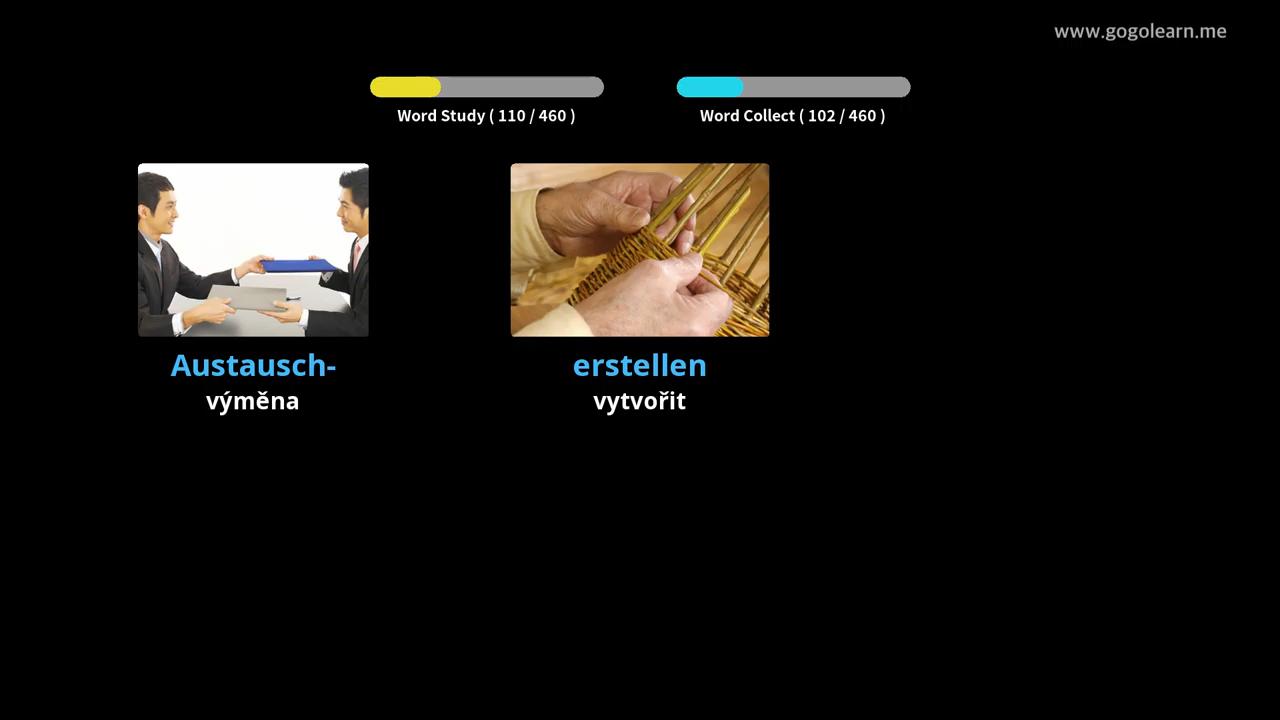 www.gogolearn.me
Word Study ( 110 / 460 )
Word Collect ( 102 / 460 )
Austausch-
výměna
erstellen
vytvořit